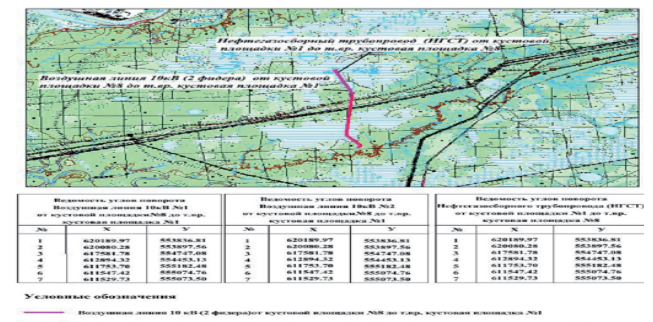 Нефтегазосборный трубопровод (НГСТ) от кустовой
площадки №1 до т.вр. кустовая площадка №8
Воздушная линия 10кВ (2 фидера) от кустовой
площадки №8 до т.вр. кустовая площадка №1
Ведомость углов поворота
Воздушная линия 10кВ №1
от кустовой площадки№8 до т.вр.
кустовая площадка №1
№ X У
1 620189.97 553836.81
2 620080.28 553897.56
3 617581.78 554747.08
4 612894.32 554453.13
5 611753.70 555182.48
6 611547.42 555074.76
7 611529.73 555073.50
Ведомость углов поворота
Воздушная линия 10кВ №2
от кустовой площадки№8 до т.вр.
кустовая площадка №1
№ X У
1 620189.97 553836.81
2 620080.28 553897.56
3 617581.78 554747.08
4 612894.32 554453.13
5 611753.70 555182.48
6 611547.42 555074.76
7 611529.73 555073.50
Ведомость углов поворота
Нефтегазосборного трубопровода (НГСТ)
от кустовой площадки №1 до т.вр.
кустовая площадка №8
№ X У
1 620189.97 553836.81
2 620080.28 553897.56
3 617581.78 554747.08
4 612894.32 554453.13
5 611753.70 555182.48
6 611547.42 555074.76
7 611529.73 555073.50
Условные обозначения
Воздушная линия 10 кВ (2 фидера)от кустовой площадки №8 до т.вр. кустовая площадка №1